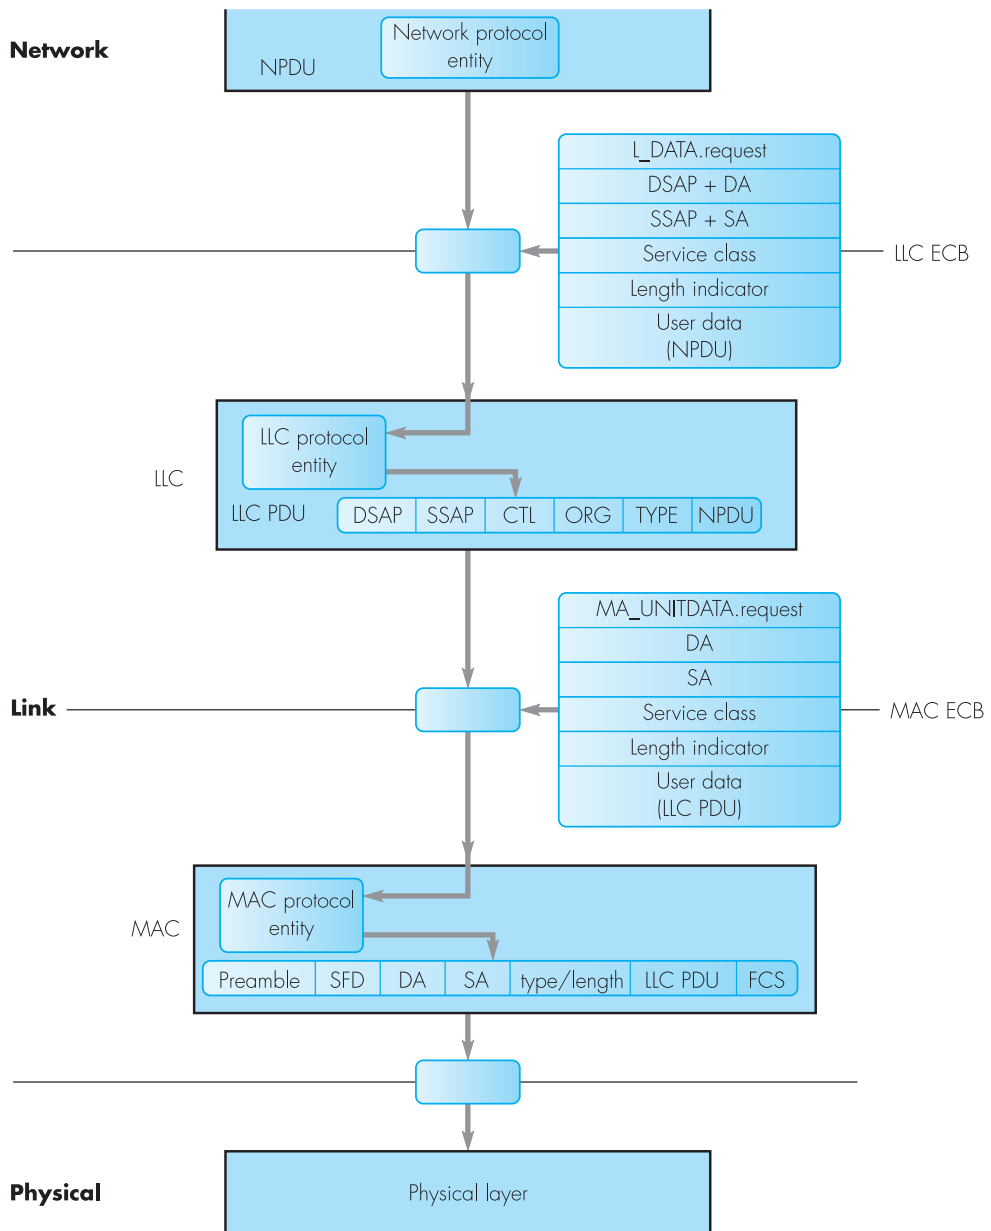 Network
Network protocol
entity
NPDU
L_DATA.request
DSAP + DA
SSAP + SA
Service class
Length indicator
User data
(NPDU)
LLC ECB
LLC
LLC protocol
entity
LLC PDU
DSAP SSAP CTL ORG TYPE NPDU
MA_UNITDATA.request
DA
SA
Service class
Length indicator
User data
(LLC PDU)
Link
MAC ECB
MAC
MAC protocol
entity
Preamble SFD DA SA type/length LLC PDU FCS
Physical
Physical layer